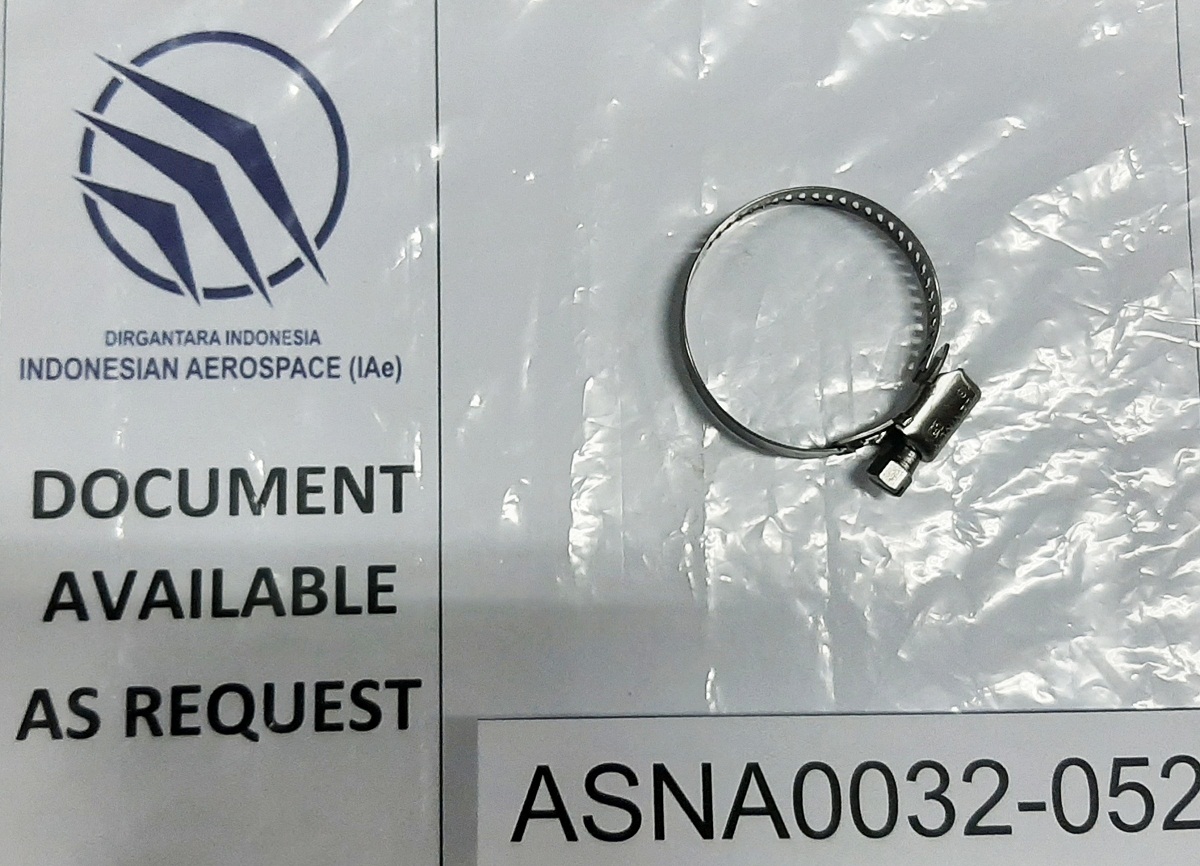 DIRGANTARA INDONESIA
INDONESIAN AEROSPACE (IAe)
DOCUMENT
AVAILABLE
AS REQUEST
ASNA0032-052